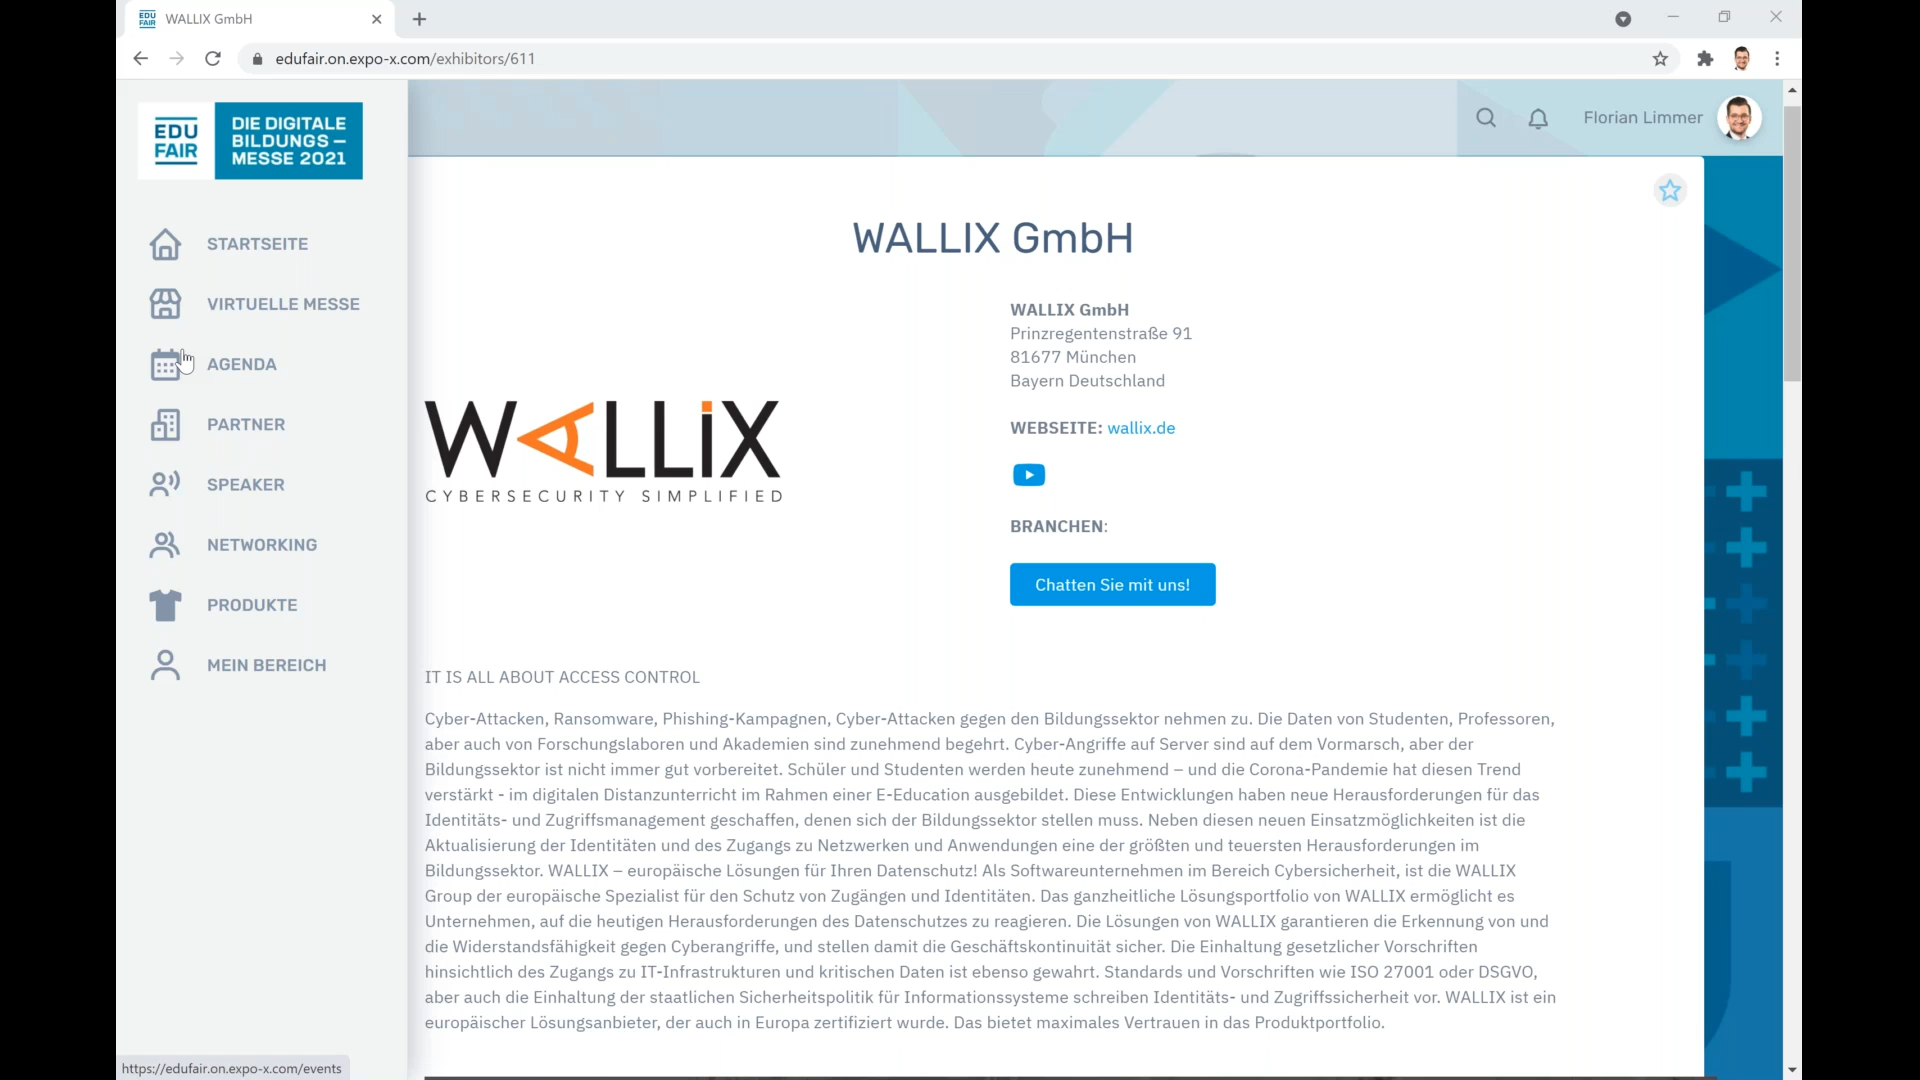 WALLIX GmbH
edufair.on.expo-x.com/exhibitors/611
EDU FAIR
DIE DIGITALE
BILDUNGS –
MESSE 2021
Florian Limmer
STARTSEITE
VIRTUELLE MESSE
AGENDA
PARTNER
SPEAKER
NETWORKING
PRODUKTE
MEIN BEREICH
WALLIX GmbH
WALLiX
CYBERSECURITY SIMPLIFIED
WALLIX GmbH
Prinzregentenstraße 91
81677 München
Bayern Deutschland
WEBSEITE: wallix.de
BRANCHEN:
Chatten Sie mit uns!
IT IS ALL ABOUT ACCESS CONTROL
Cyber-Attacken, Ransomware, Phishing-Kampagnen, Cyber-Attacken gegen den Bildungssektor nehmen zu. Die Daten von Studenten, Professoren,
aber auch von Forschungslaboren und Akademien sind zunehmend begehrt. Cyber-Angriffe auf Server sind auf dem Vormarsch, aber der
Bildungssektor ist nicht immer gut vorbereitet. Schüler und Studenten werden heute zunehmend – und die Corona-Pandemie hat diesen Trend
verstärkt - im digitalen Distanzunterricht im Rahmen einer E-Education ausgebildet. Diese Entwicklungen haben neue Herausforderungen für das
Identitäts- und Zugriffsmanagement geschaffen, denen sich der Bildungssektor stellen muss. Neben diesen neuen Einsatzmöglichkeiten ist die
Aktualisierung der Identitäten und des Zugangs zu Netzwerken und Anwendungen eine der größten und teuersten Herausforderungen im
Bildungssektor. WALLIX – europäische Lösungen für Ihren Datenschutz! Als Softwareunternehmen im Bereich Cybersicherheit, ist die WALLIX
Group der europäische Spezialist für den Schutz von Zugängen und Identitäten. Das ganzheitliche Lösungsportfolio von WALLIX ermöglicht es
Unternehmen, auf die heutigen Herausforderungen des Datenschutzes zu reagieren. Die Lösungen von WALLIX garantieren die Erkennung von und
die Widerstandsfähigkeit gegen Cyberangriffe, und stellen damit die Geschäftskontinuität sicher. Die Einhaltung gesetzlicher Vorschriften
hinsichtlich des Zugangs zu IT-Infrastrukturen und kritischen Daten ist ebenso gewahrt. Standards und Vorschriften wie ISO 27001 oder DSGVO,
aber auch die Einhaltung der staatlichen Sicherheitspolitik für Informationssysteme schreiben Identitäts- und Zugriffssicherheit vor. WALLIX ist ein
europäischer Lösungsanbieter, der auch in Europa zertifiziert wurde. Das bietet maximales Vertrauen in das Produktportfolio.
https://edufair.on.expo-x.com/events